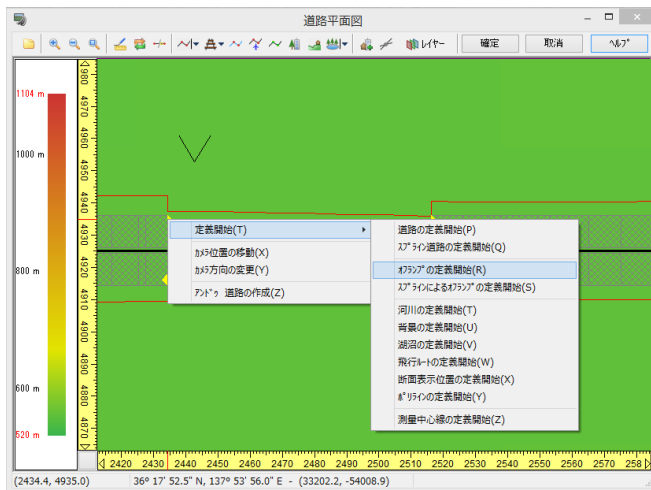 道路平面図
レイヤー 確定 取消 ヘルプ
1104 m
1000 m
800 m
600 m
520 m
4980
4970
4960
4950
4940
4930
4920
4910
4900
4890
4880
4870
定義開始(T)
カメラ位置の移動(X)
カメラ方向の変更(Y)
アンドゥ 道路の作成(Z)
道路の定義開始(P)
スプライン道路の定義開始(Q)
オフランプの定義開始(R)
スプラインによるオフランプの定義開始(S)
河川の定義開始(T)
背景の定義開始(U)
湖沼の定義開始(V)
飛行ルートの定義開始(W)
断面表示位置の定義開始(X)
ポリラインの定義開始(Y)
測量中心線の定義開始(Z)
2420 2430 2440 2450 2460 2470 2480 2490 2500 2510 2520 2530 2540 2550 2560 2570 258
(2434.4, 4935.0) 36º 17' 52.5" N, 137º 53' 56.0" E - (33202.2, -54008.9)